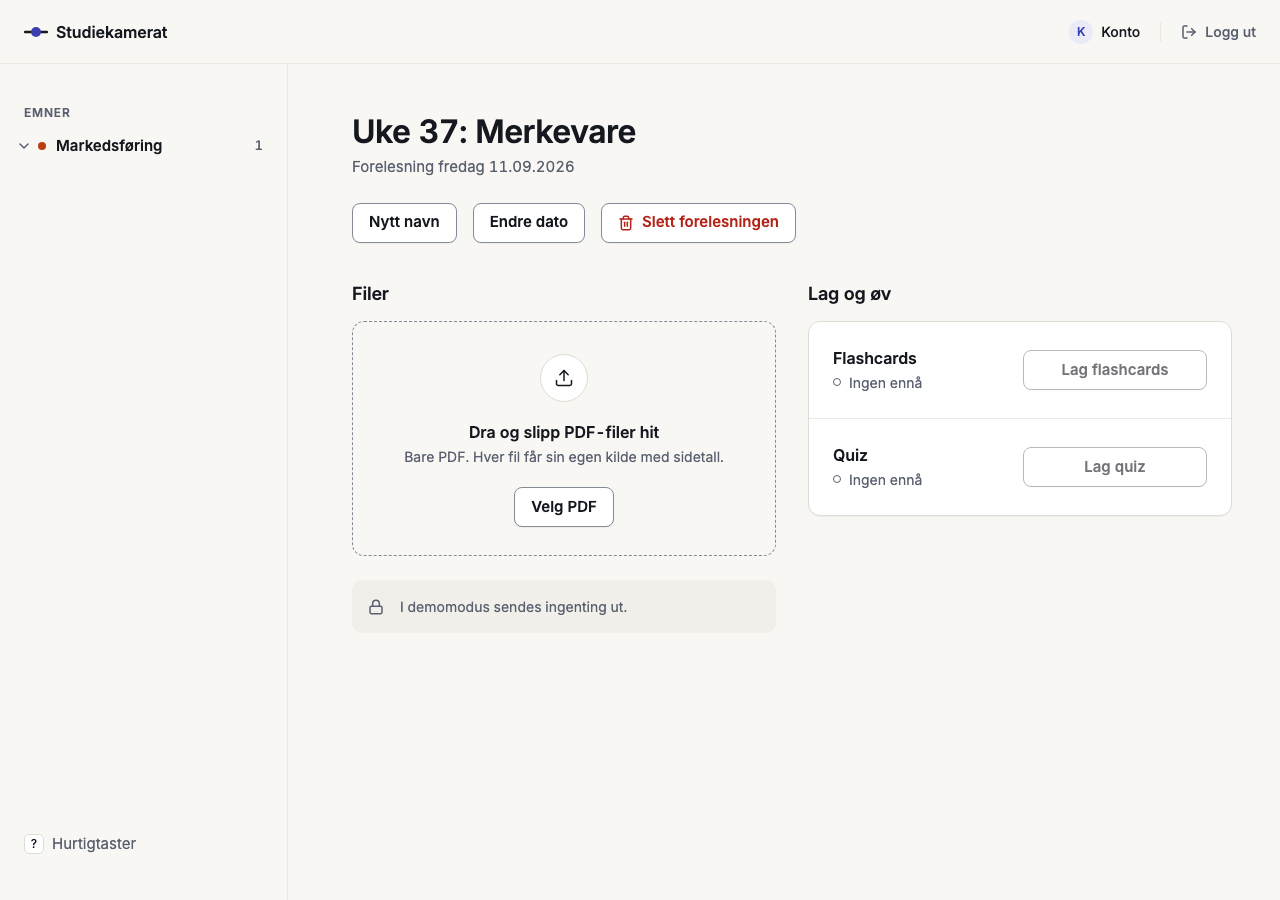 Studiekamerat
K Konto
Logg ut
EMNER
Markedsføring 1
Uke 37: Merkevare
Forelesning fredag 11.09.2026
Nytt navn
Endre dato
Slett forelesningen
Filer
Dra og slipp PDF-filer hit
Bare PDF. Hver fil får sin egen kilde med sidetall.
Velg PDF
I demomodus sendes ingenting ut.
Lag og øv
Flashcards
Ingen ennå
Lag flashcards
Quiz
Ingen ennå
Lag quiz
? Hurtigtaster